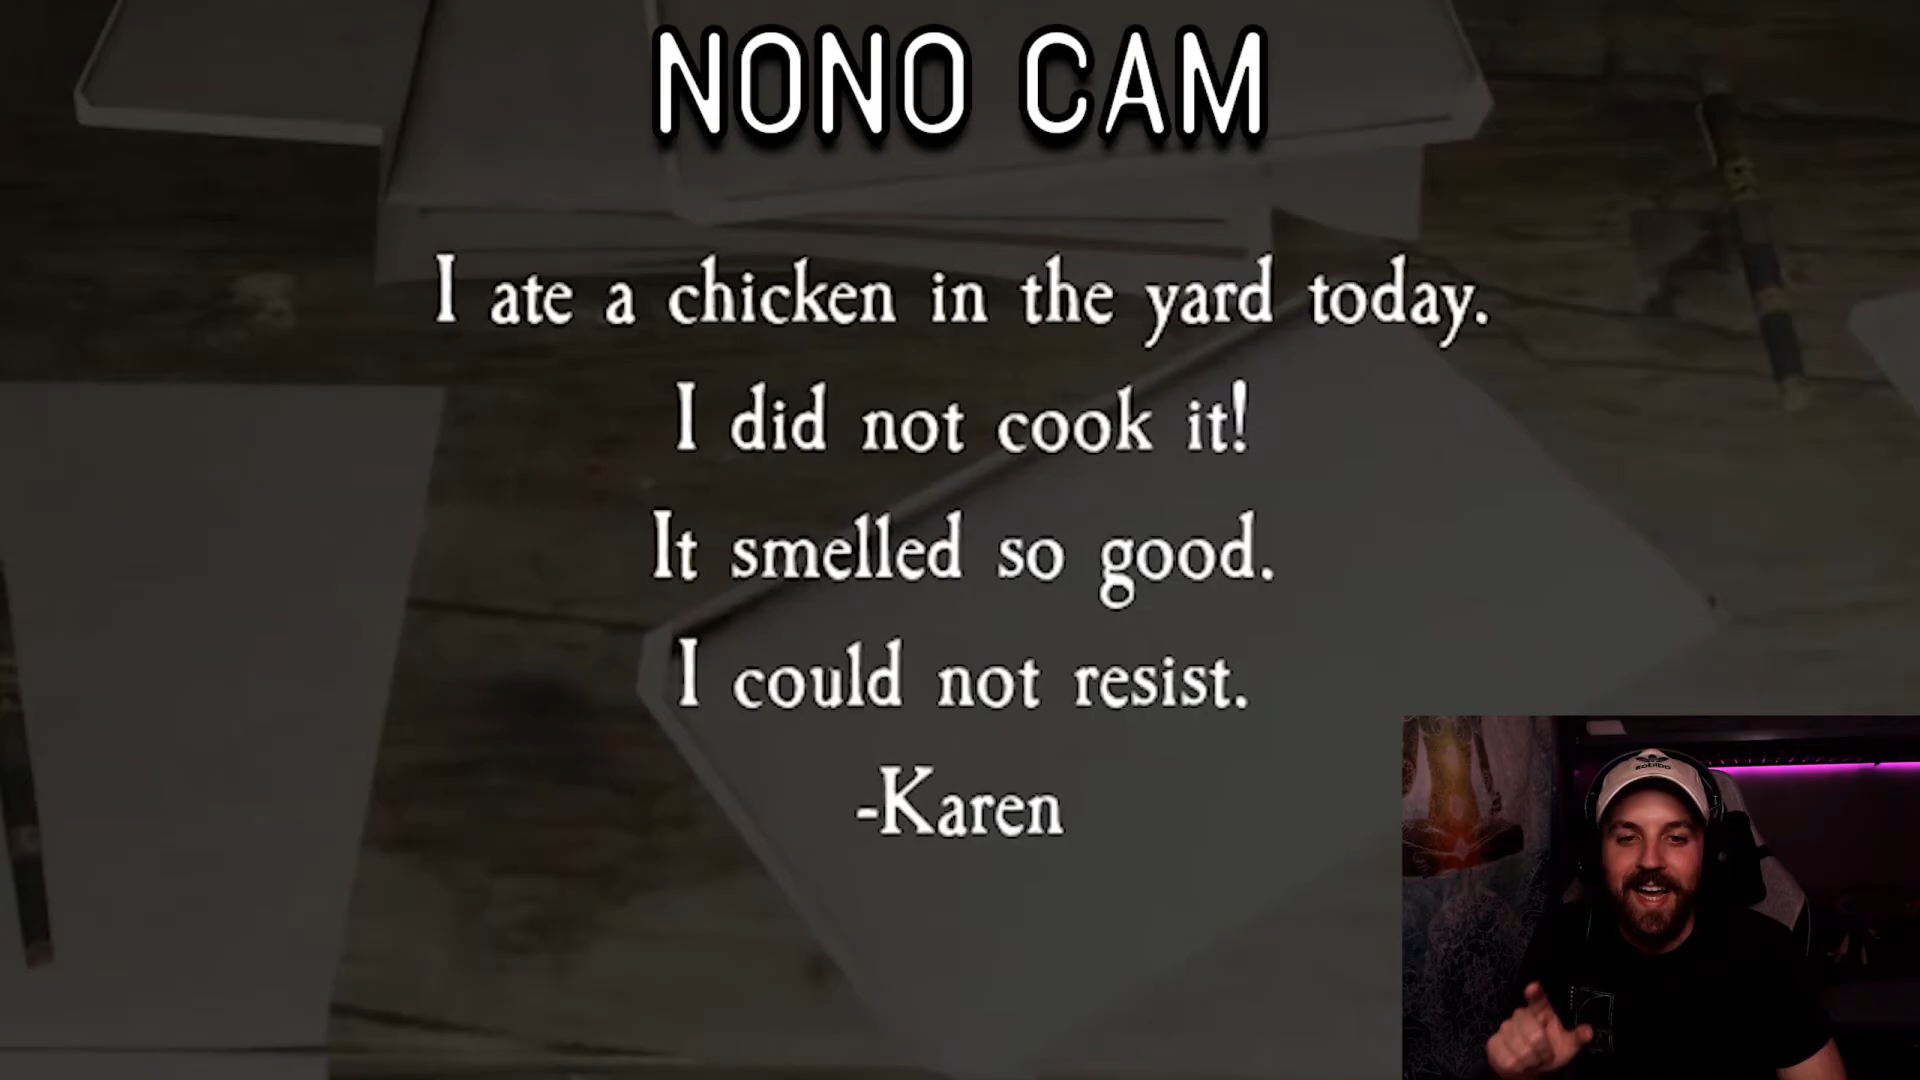 NONO CAM
I ate a chicken in the yard today.
I did not cook it!
It smelled so good.
I could not resist.
-Karen